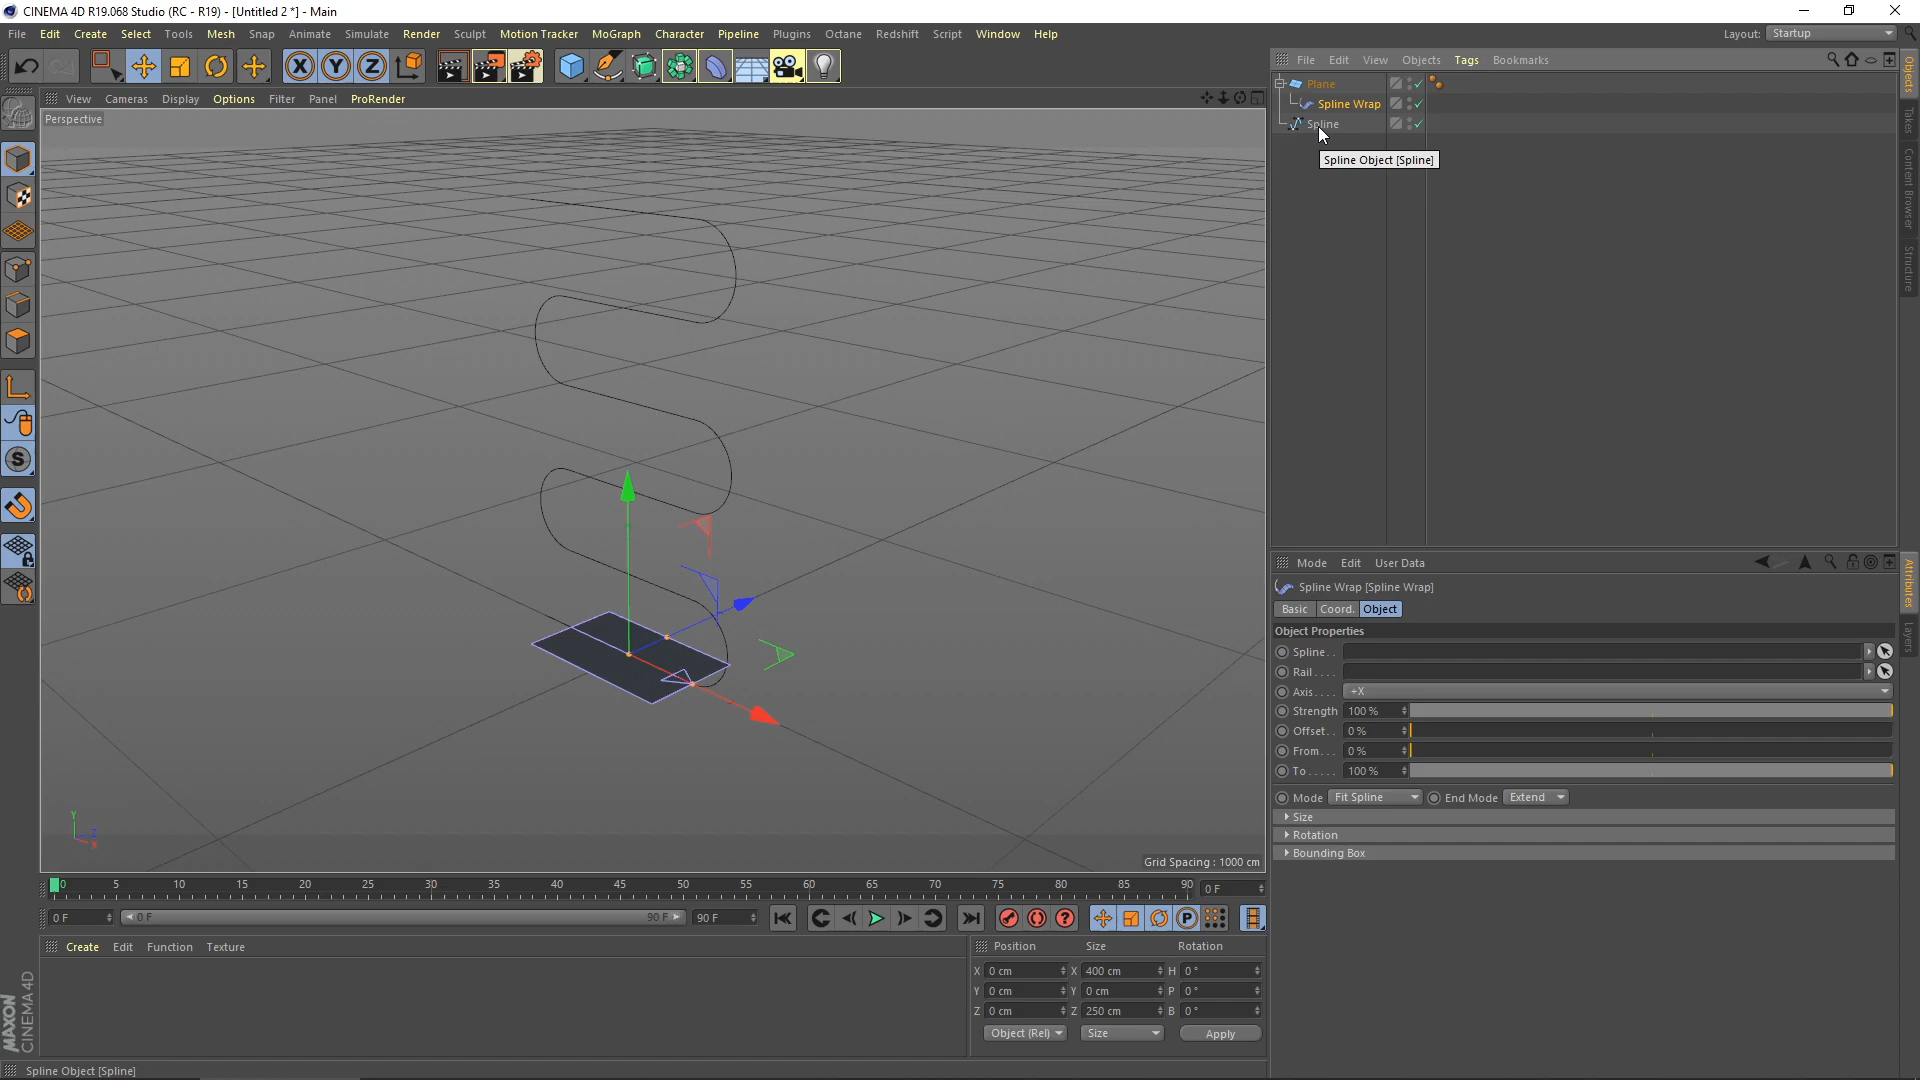 CINEMA 4D R19.068 Studio (RC - R19) - [Untitled 2 *] - Main
File Edit Create Select Tools Mesh Snap Animate Simulate Render Sculpt Motion Tracker MoGraph Character Pipeline Plugins Octane Redshift Script Window Help
Layout: Startup
View Cameras Display Options Filter Panel ProRender
Perspective
File Edit View Objects Tags Bookmarks
Plane
Spline Wrap
Spline
Spline Object [Spline]
Objects
Takes
Content Browser
Structure
Mode Edit User Data
Spline Wrap [Spline Wrap]
Basic Coord. Object
Object Properties
Spline . .
Rail . . . .
Axis . . . . +X
Strength 100 %
Offset . . 0 %
From . . . 0 %
To . . . . . 100 %
Mode Fit Spline End Mode Extend
Size
Rotation
Bounding Box
Attributes
Layers
Y
Z
X
Grid Spacing : 1000 cm
0 5 10 15 20 25 30 35 40 45 50 55 60 65 70 75 80 85 90 0 F
0 F 0 F 90 F 90 F
Create Edit Function Texture
Position Size Rotation
X 0 cm X 400 cm H 0 °
Y 0 cm Y 0 cm P 0 °
Z 0 cm Z 250 cm B 0 °
Object (Rel) Size Apply
MAXON CINEMA 4D
Spline Object [Spline]